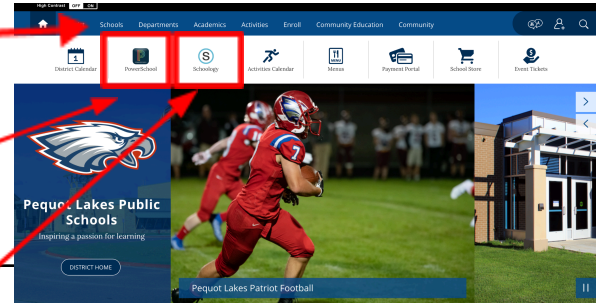 High Contrast OFF ON
Schools Departments Academics Activities Enroll Community Education Community
1
District Calendar
P
PowerSchool
S
Schoology
Activities Calendar
MENU
Menus
Payment Portal
School Store
Event Tickets
Pequot Lakes Public
Schools
Inspiring a passion for learning
DISTRICT HOME
7
Pequot Lakes Patriot Football